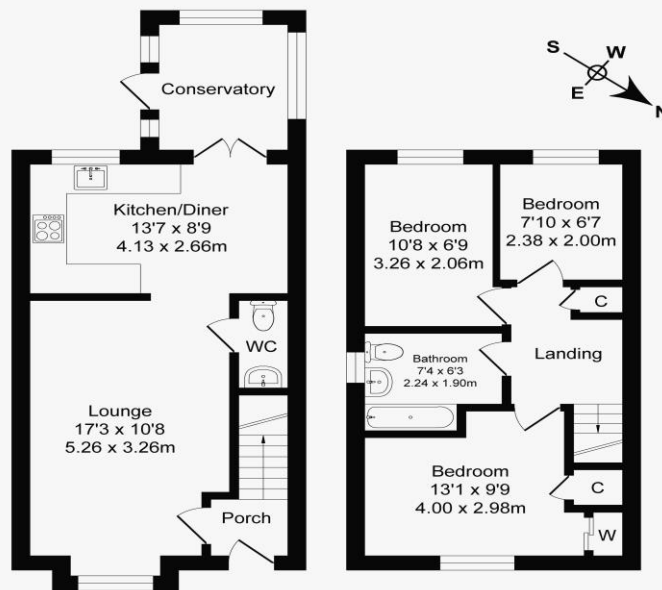 Conservatory
Kitchen/Diner
13'7 x 8'9
4.13 x 2.66m
WC
Lounge
17'3 x 10'8
5.26 x 3.26m
Porch
S
W
E
N
Bedroom
10'8 x 6'9
3.26 x 2.06m
Bedroom
7'10 x 6'7
2.38 x 2.00m
C
Landing
Bathroom
7'4 x 6'3
2.24 x 1.90m
Bedroom
13'1 x 9'9
4.00 x 2.98m
C
W